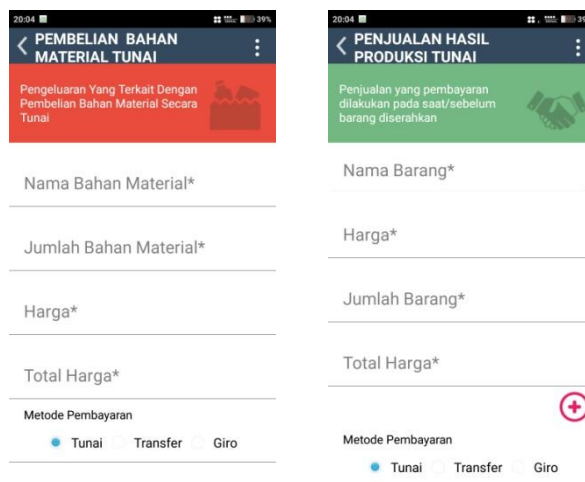 20:04 39%
PEMBELIAN BAHAN
MATERIAL TUNAI
Pengeluaran Yang Terkait Dengan
Pembelian Bahan Material Secara
Tunai
Nama Bahan Material*
Jumlah Bahan Material*
Harga*
Total Harga*
Metode Pembayaran
Tunai Transfer Giro
20:04
PENJUALAN HASIL
PRODUKSI TUNAI
Penjualan yang pembayaran
dilakukan pada saat/sebelum
barang diserahkan
Nama Barang*
Harga*
Jumlah Barang*
Total Harga*
Metode Pembayaran
Tunai Transfer Giro